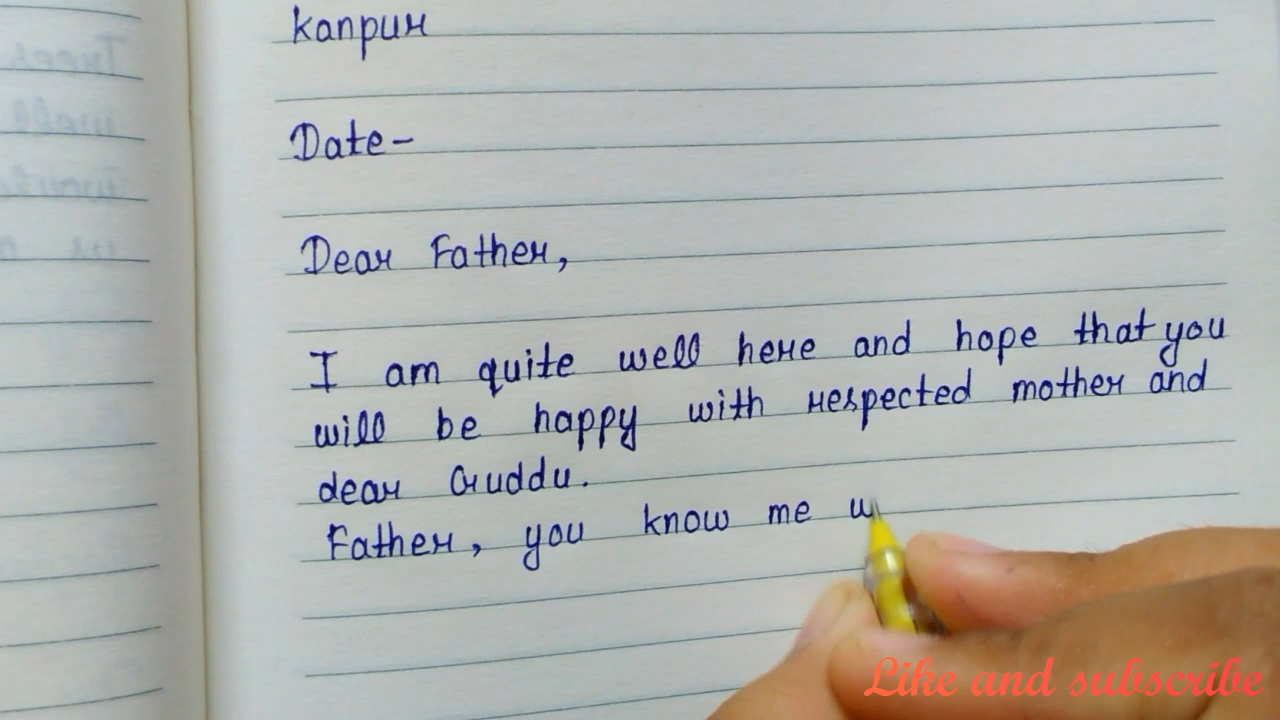 Kanpur
Date-
Dear Father,
I am quite well here and hope that you
will be happy with respected mother and
dear Guddu.
Father, you know me w
Like and subscribe